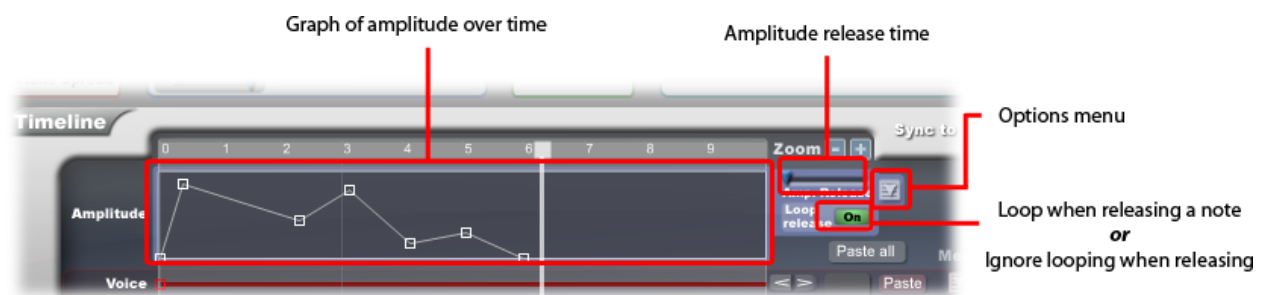 Graph of amplitude over time
Amplitude release time
Options menu
Timeline
Sync to
0 1 2 3 4 5 6 7 8 9
Zoom - +
Amplitude
Amp. Release
Loop
release
On
Loop when releasing a note
or
Ignore looping when releasing
Paste all
Voice
< >
Paste